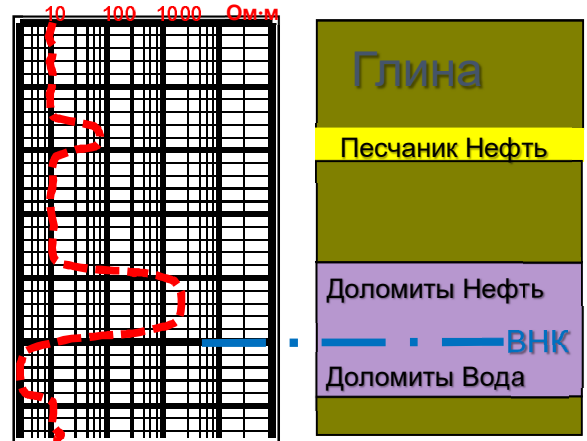 10 100 1000 Ом·м
Глина
Песчаник Нефть
Доломиты Нефть
ВНК
Доломиты Вода